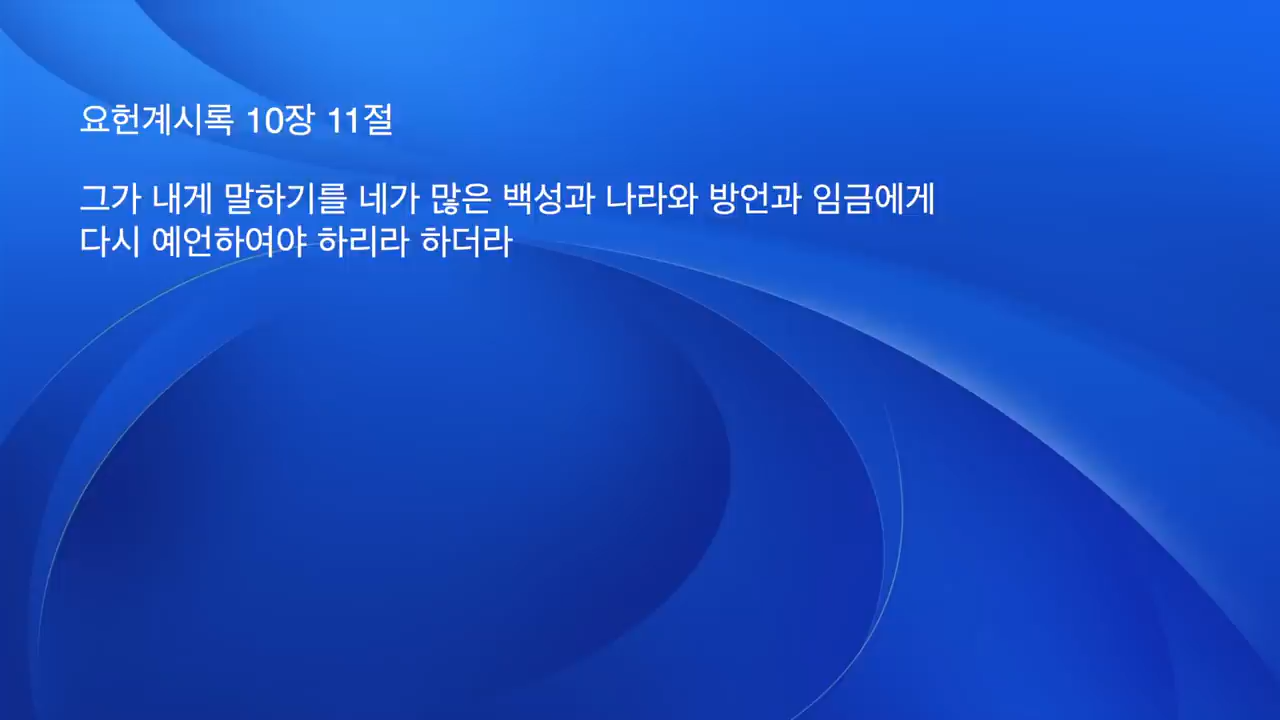 요헌계시록 10장 11절
그가 내게 말하기를 네가 많은 백성과 나라와 방언과 임금에게
다시 예언하여야 하리라 하더라